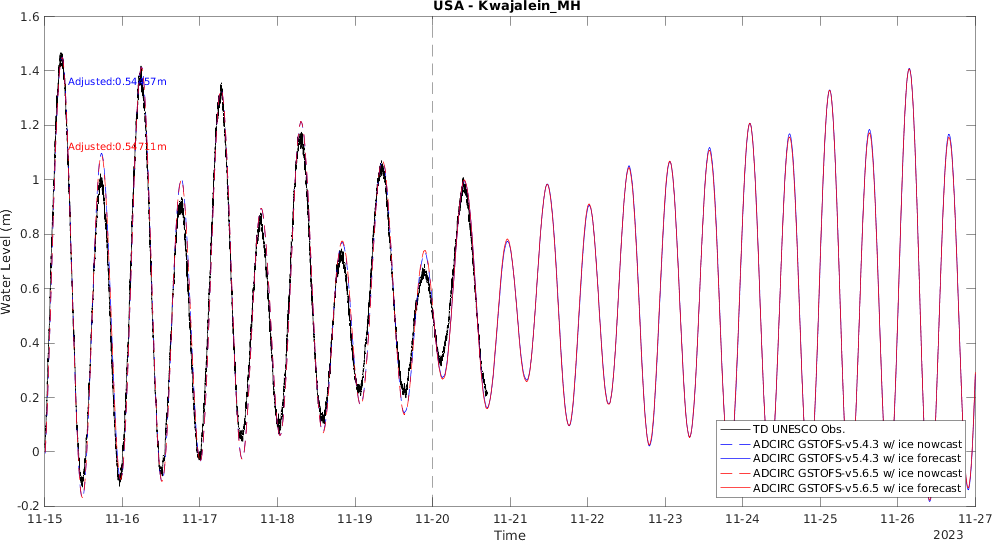 USA - Kwajalein_MH
1.6
1.4
1.2
1
0.8
0.6
0.4
0.2
0
-0.2
Water Level (m)
Adjusted:0.54757m
Adjusted:0.54711m
TD UNESCO Obs.
ADCIRC GSTOFS-v5.4.3 w/ ice nowcast
ADCIRC GSTOFS-v5.4.3 w/ ice forecast
ADCIRC GSTOFS-v5.6.5 w/ ice nowcast
ADCIRC GSTOFS-v5.6.5 w/ ice forecast
11-15 11-16 11-17 11-18 11-19 11-20 11-21 11-22 11-23 11-24 11-25 11-26 11-27
Time
2023